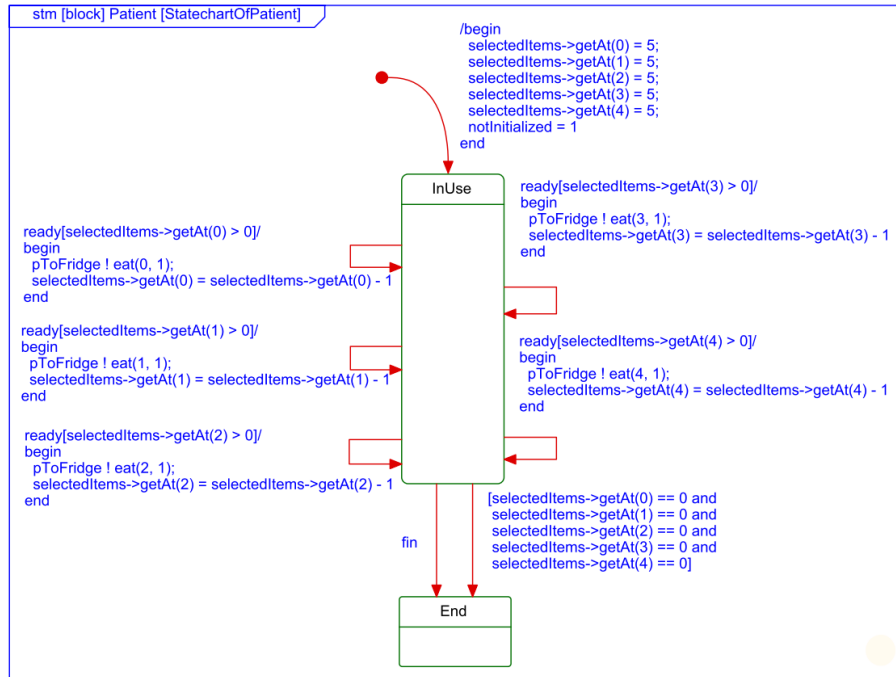 stm [block] Patient [StatechartOfPatient]
/begin
selectedItems->getAt(0) = 5;
selectedItems->getAt(1) = 5;
selectedItems->getAt(2) = 5;
selectedItems->getAt(3) = 5;
selectedItems->getAt(4) = 5;
notInitialized = 1
end
InUse
ready[selectedItems->getAt(0) > 0]/
begin
pToFridge ! eat(0, 1);
selectedItems->getAt(0) = selectedItems->getAt(0) - 1
end
ready[selectedItems->getAt(1) > 0]/
begin
pToFridge ! eat(1, 1);
selectedItems->getAt(1) = selectedItems->getAt(1) - 1
end
ready[selectedItems->getAt(2) > 0]/
begin
pToFridge ! eat(2, 1);
selectedItems->getAt(2) = selectedItems->getAt(2) - 1
end
ready[selectedItems->getAt(3) > 0]/
begin
pToFridge ! eat(3, 1);
selectedItems->getAt(3) = selectedItems->getAt(3) - 1
end
ready[selectedItems->getAt(4) > 0]/
begin
pToFridge ! eat(4, 1);
selectedItems->getAt(4) = selectedItems->getAt(4) - 1
end
fin
[selectedItems->getAt(0) == 0 and
selectedItems->getAt(1) == 0 and
selectedItems->getAt(2) == 0 and
selectedItems->getAt(3) == 0 and
selectedItems->getAt(4) == 0]
End